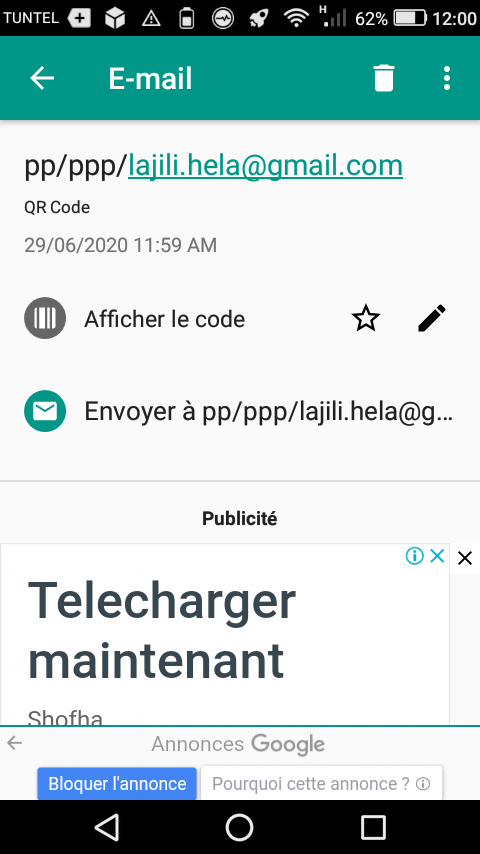 TUNTEL H 62% 12:00
E-mail
pp/ppp/lajili.hela@gmail.com
QR Code
29/06/2020 11:59 AM
Afficher le code
Envoyer à pp/ppp/lajili.hela@g...
Publicité
Telecharger
maintenant
Shofha
Annonces Google
Bloquer l'annonce Pourquoi cette annonce ?